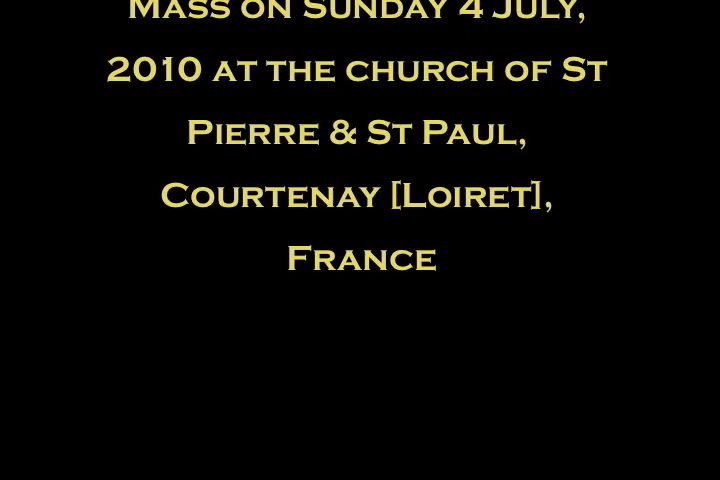 Mass on Sunday 4 July,
2010 at the church of St
Pierre & St Paul,
Courtenay [Loiret],
France